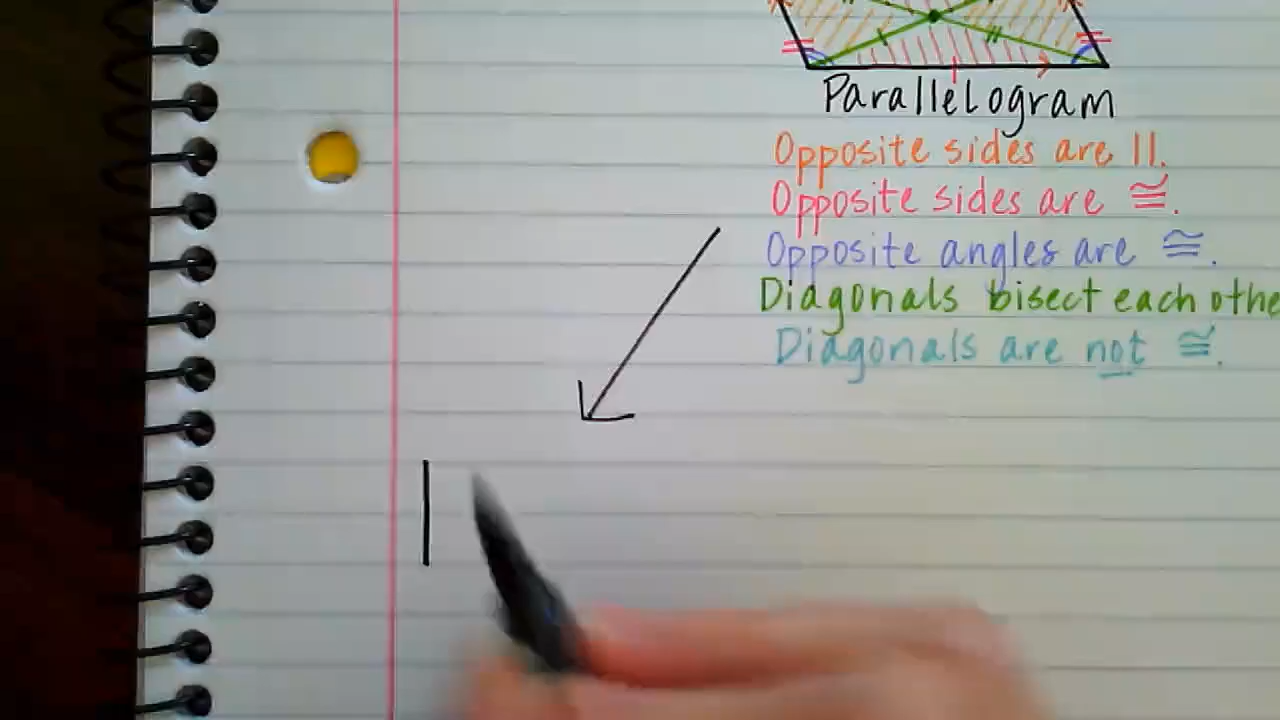 Parallelogram
Opposite sides are ||.
Opposite sides are ≅.
Opposite angles are ≅.
Diagonals bisect each othe
Diagonals are not ≅.